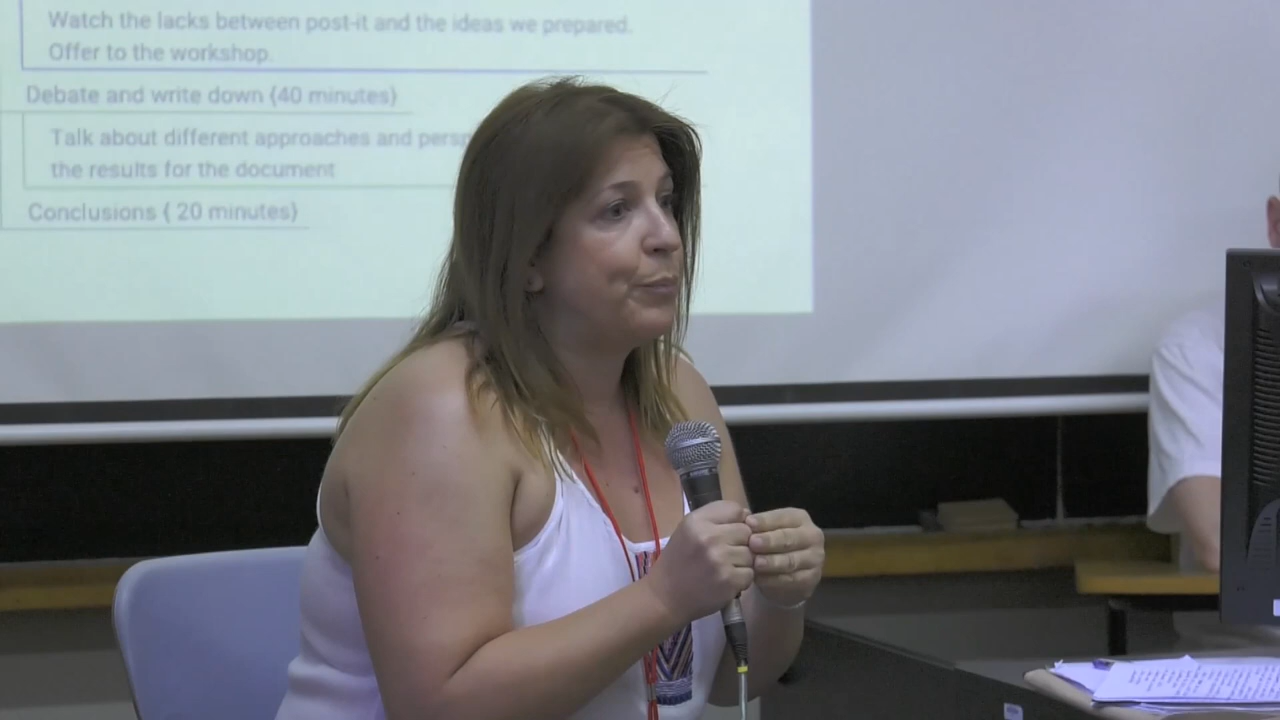 Watch the lacks between post-it and the ideas we prepared.
Offer to the workshop.
Debate and write down (40 minutes)
Talk about different approaches and
the results for the document
Conclusions ( 20 minutes)